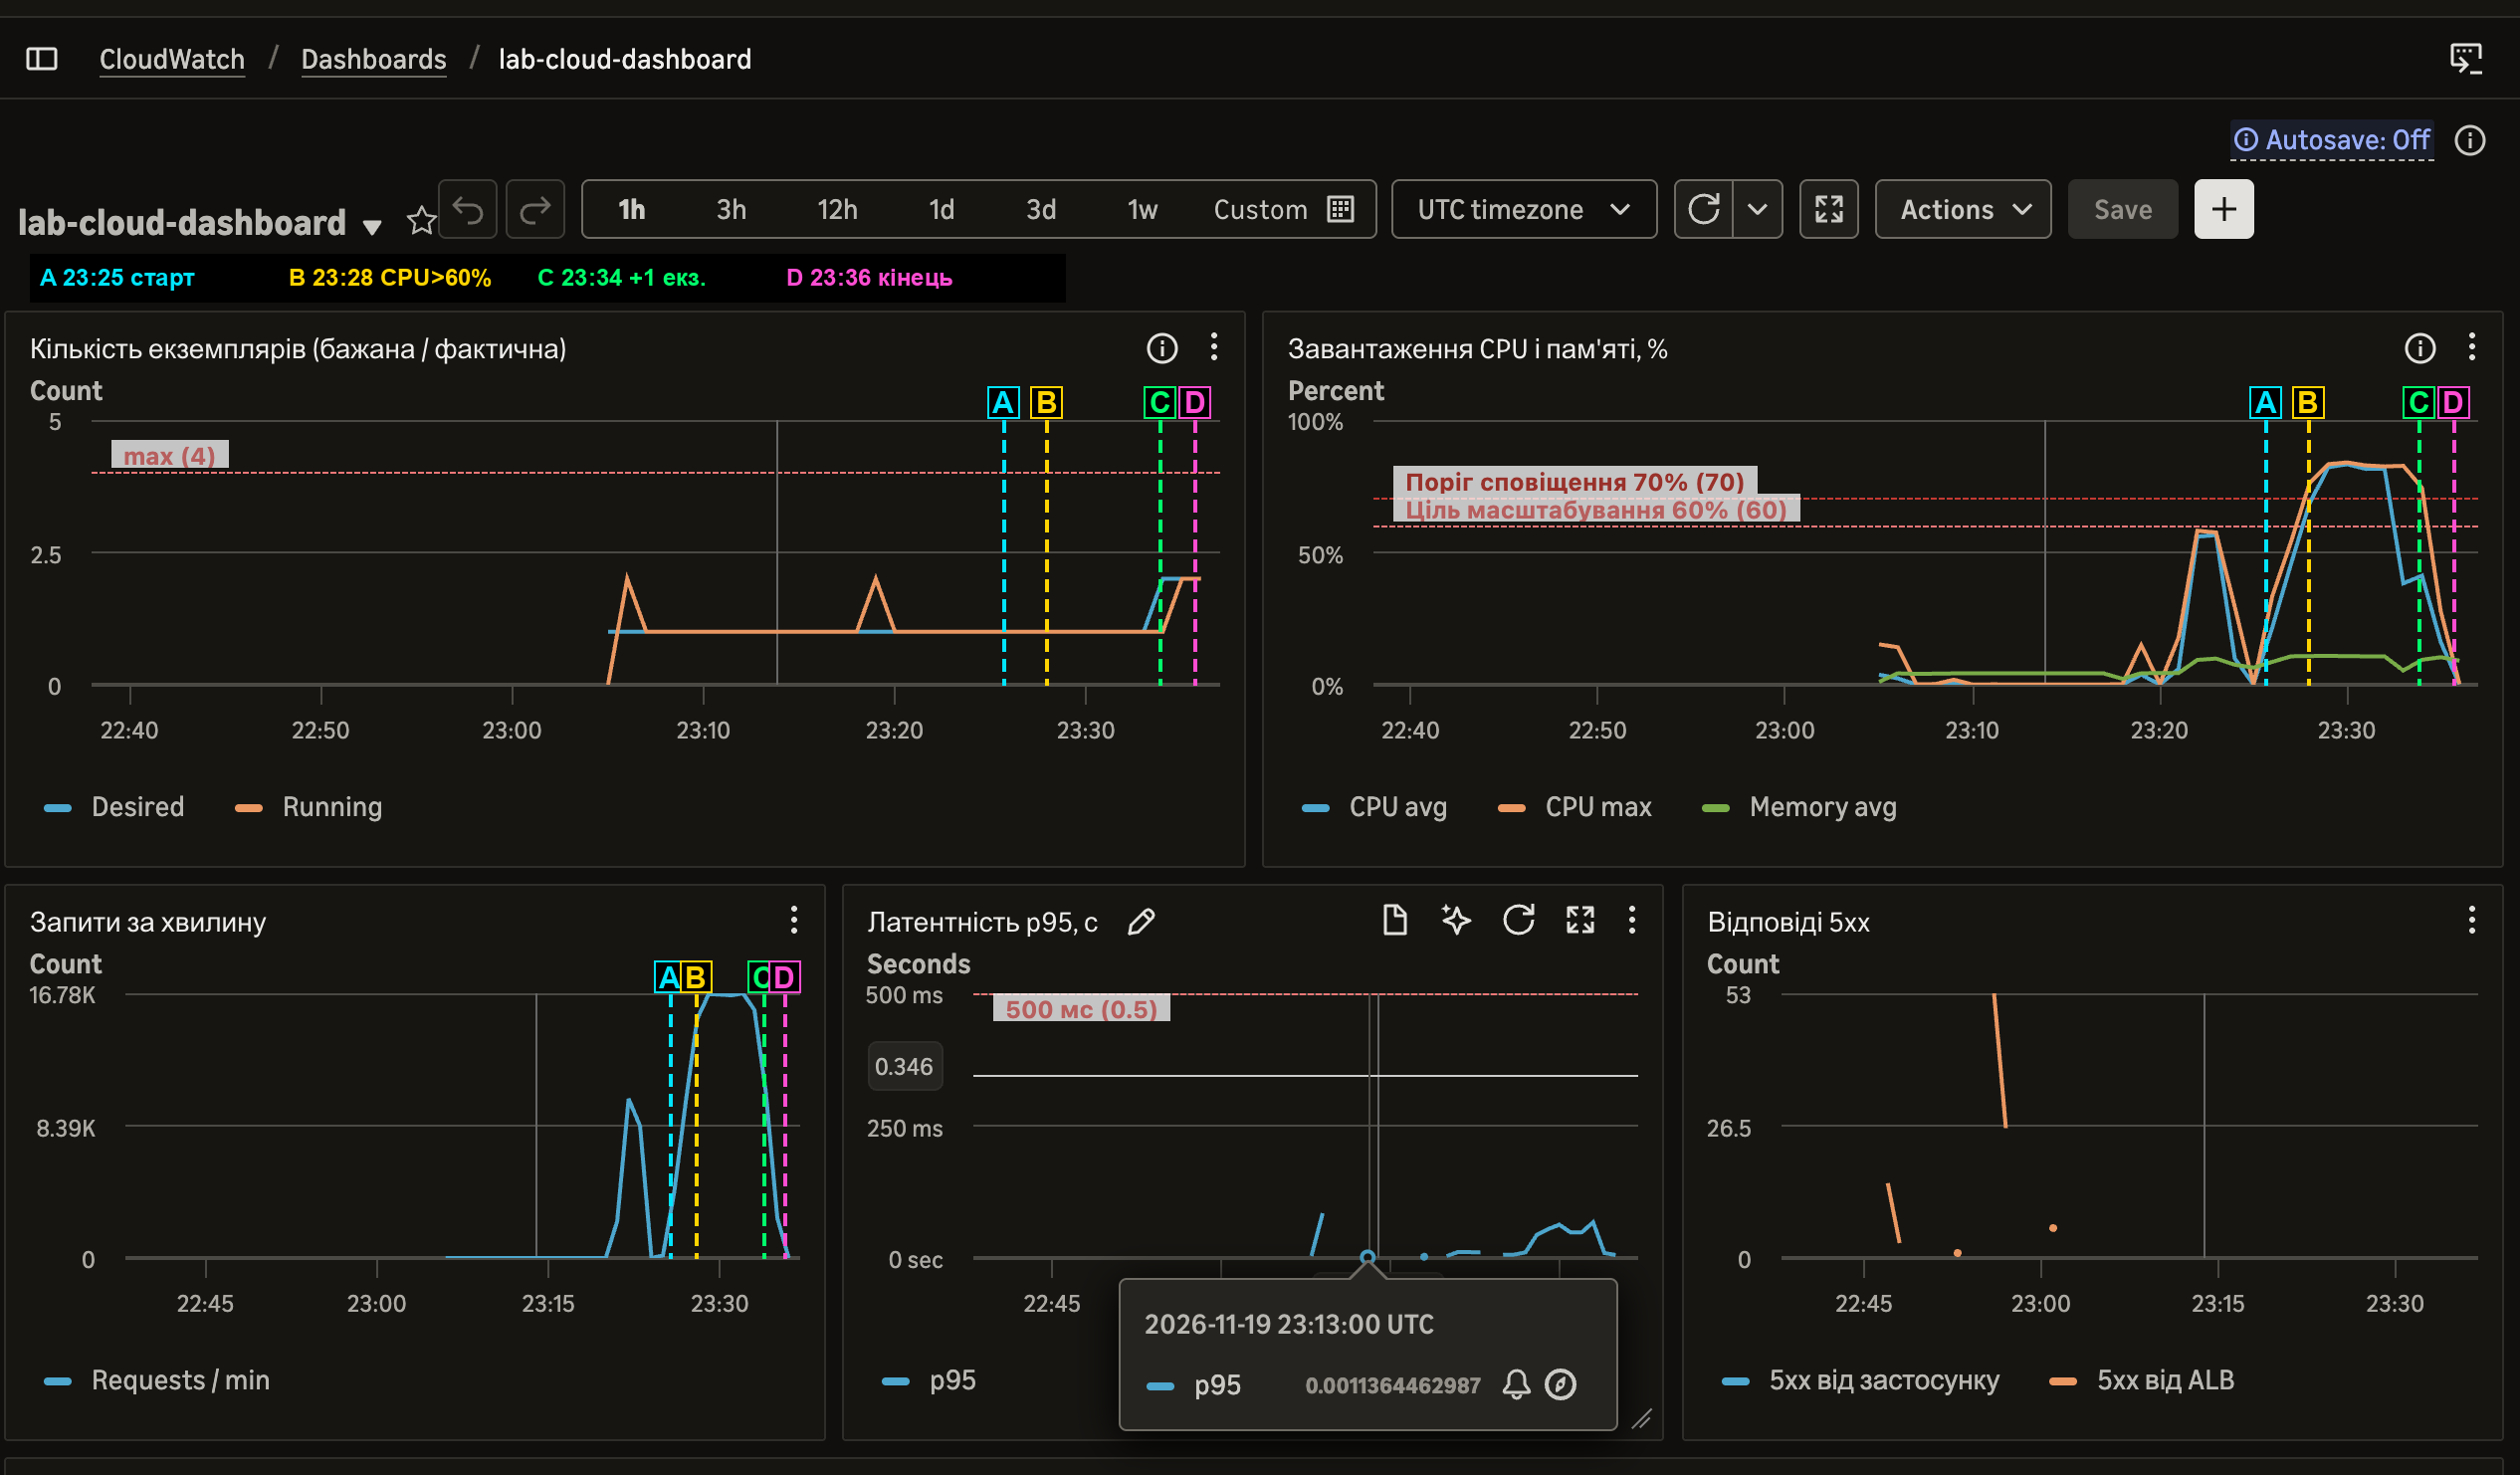 CloudWatch / Dashboards / lab-cloud-dashboard
Autosave: Off
lab-cloud-dashboard
1h 3h 12h 1d 3d 1w Custom
UTC timezone
Actions
Save
A 23:25 старт
B 23:28 CPU>60%
C 23:34 +1 екз.
D 23:36 кінець
Кількість екземплярів (бажана / фактична)
Count
A B C D
5
max (4)
2.5
0
22:40 22:50 23:00 23:10 23:20 23:30
Desired Running
Завантаження CPU і пам'яті, %
Percent
A B C D
100%
Поріг сповіщення 70% (70)
Ціль масштабування 60% (60)
50%
0%
22:40 22:50 23:00 23:10 23:20 23:30
CPU avg CPU max Memory avg
Запити за хвилину
Count
A B C D
16.78K
8.39K
0
22:45 23:00 23:15 23:30
Requests / min
Латентність p95, с
Seconds
500 ms
500 мс (0.5)
0.346
250 ms
0 sec
22:45
2026-11-19 23:13:00 UTC
p95 0.0011364462987
p95
Відповіді 5xx
Count
53
26.5
0
22:45 23:00 23:15 23:30
5xx від застосунку 5xx від ALB